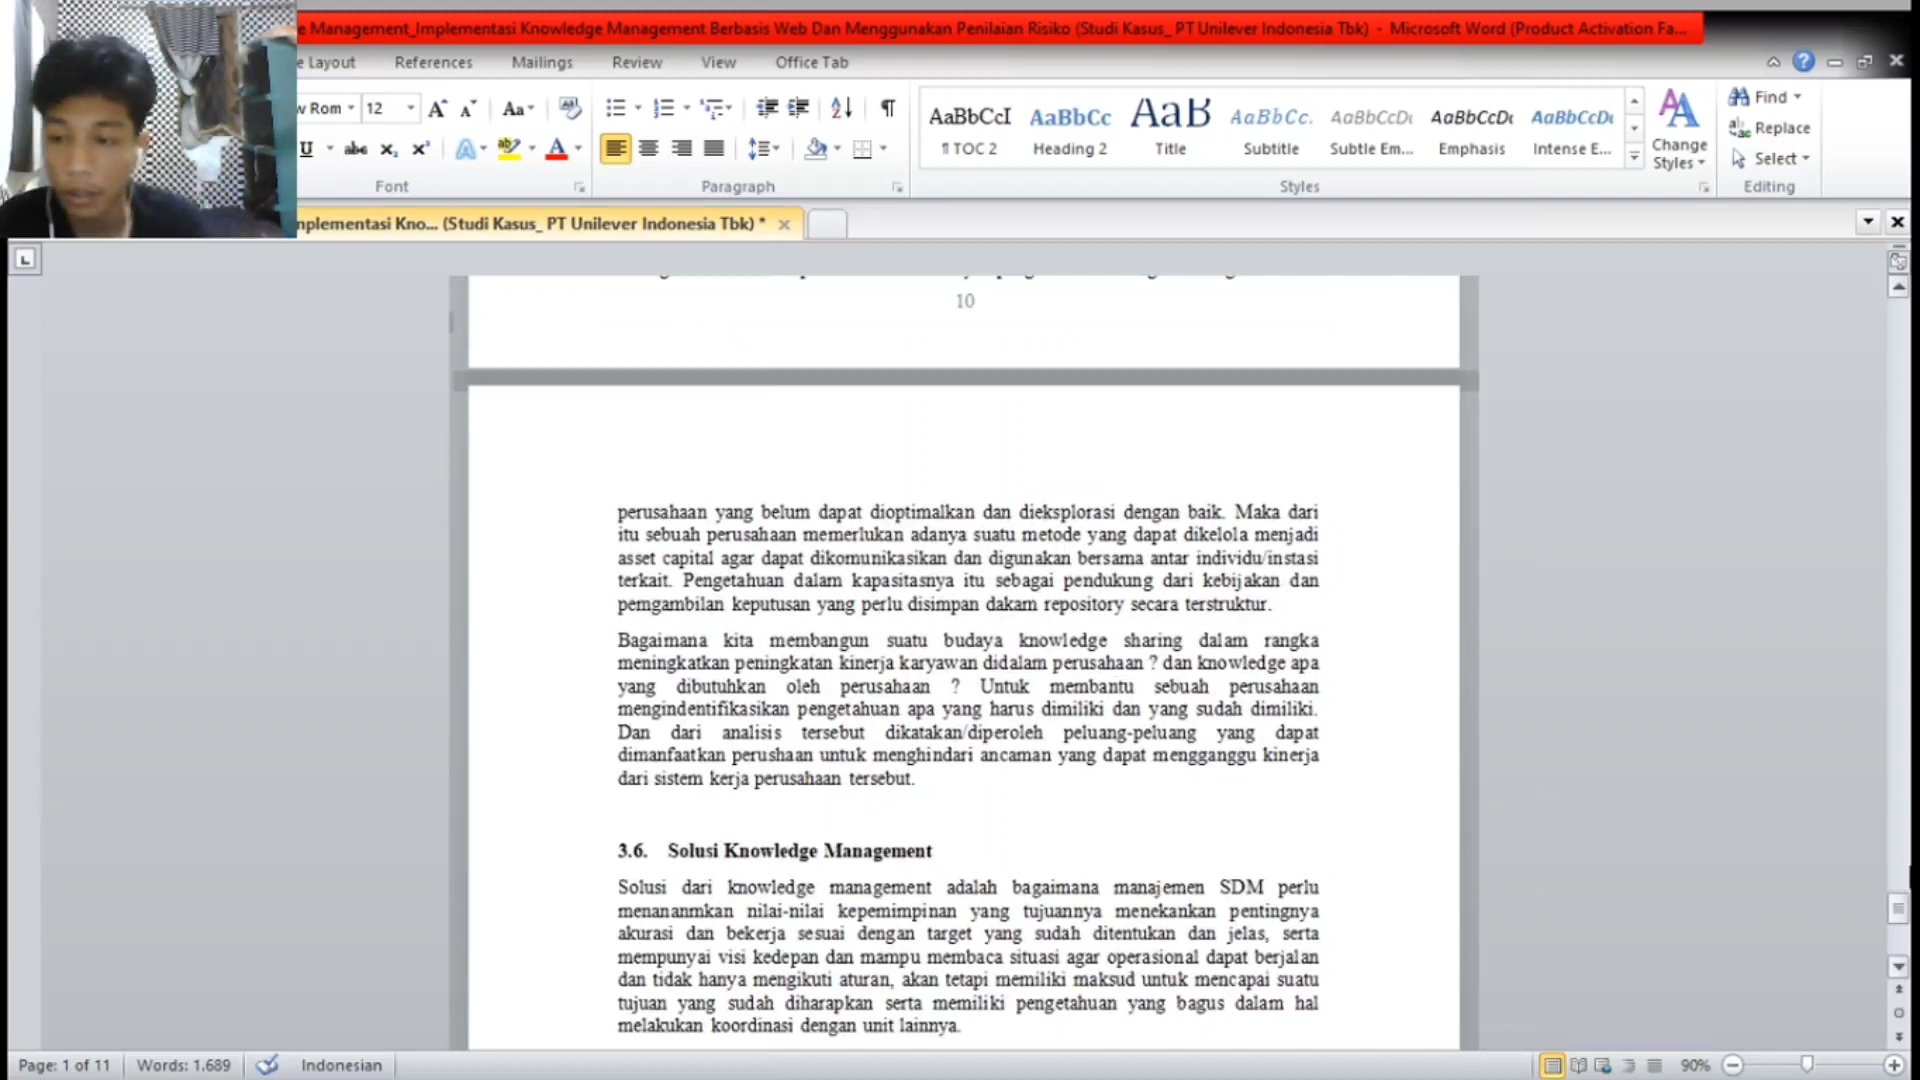 e Management_Implementasi Knowledge Management Berbasis Web Dan Menggunakan Penilaian Risiko (Studi Kasus_ PT Unilever Indonesia Tbk) - Microsoft Word (Product Activation Fa...
e Layout References Mailings Review View Office Tab
w Rom 12 Aa
AaBbCcI AaBbCc AaB AaBbCc. AaBbCcDc AaBbCcDc AaBbCcDc
¶ TOC 2 Heading 2 Title Subtitle Subtle Em... Emphasis Intense E...
Change Styles
Find
Replace
Select
Font Paragraph Styles Editing
mplementasi Kno... (Studi Kasus_ PT Unilever Indonesia Tbk) *
10
perusahaan yang belum dapat dioptimalkan dan dieksplorasi dengan baik. Maka dari
itu sebuah perusahaan memerlukan adanya suatu metode yang dapat dikelola menjadi
asset capital agar dapat dikomunikasikan dan digunakan bersama antar individu/instasi
terkait. Pengetahuan dalam kapasitasnya itu sebagai pendukung dari kebijakan dan
pemgambilan keputusan yang perlu disimpan dakam repository secara terstruktur.
Bagaimana kita membangun suatu budaya knowledge sharing dalam rangka
meningkatkan peningkatan kinerja karyawan didalam perusahaan ? dan knowledge apa
yang dibutuhkan oleh perusahaan ? Untuk membantu sebuah perusahaan
mengindentifikasikan pengetahuan apa yang harus dimiliki dan yang sudah dimiliki.
Dan dari analisis tersebut dikatakan/diperoleh peluang-peluang yang dapat
dimanfaatkan perushaan untuk menghindari ancaman yang dapat mengganggu kinerja
dari sistem kerja perusahaan tersebut.
3.6. Solusi Knowledge Management
Solusi dari knowledge management adalah bagaimana manajemen SDM perlu
menananmkan nilai-nilai kepemimpinan yang tujuannya menekankan pentingnya
akurasi dan bekerja sesuai dengan target yang sudah ditentukan dan jelas, serta
mempunyai visi kedepan dan mampu membaca situasi agar operasional dapat berjalan
dan tidak hanya mengikuti aturan, akan tetapi memiliki maksud untuk mencapai suatu
tujuan yang sudah diharapkan serta memiliki pengetahuan yang bagus dalam hal
melakukan koordinasi dengan unit lainnya.
Page: 1 of 11 Words: 1.689 Indonesian 90%